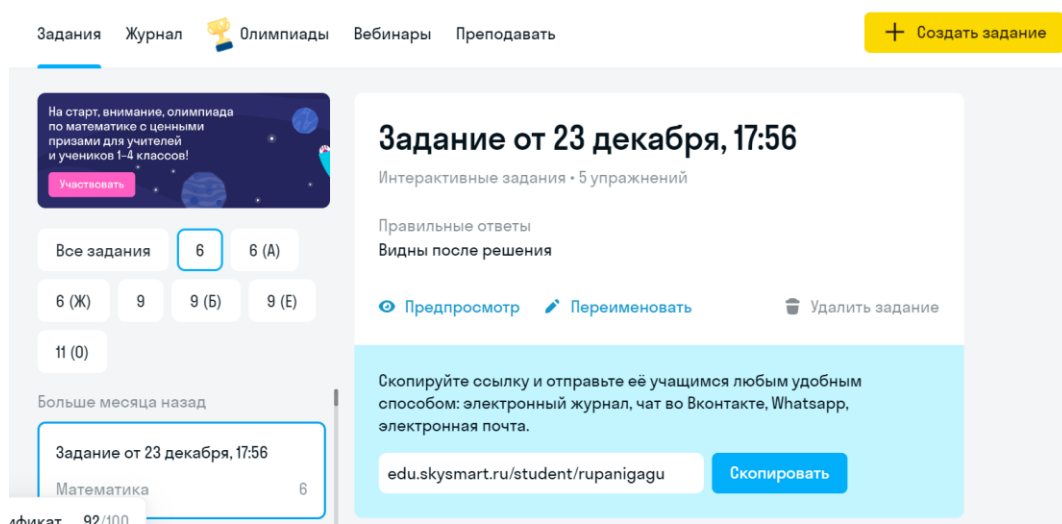 Задания Журнал Олимпиады Вебинары Преподавать
Создать задание
На старт, внимание, олимпиада
по математике с ценными
призами для учителей
и учеников 1–4 классов!
Участвовать
Все задания 6 6 (А)
6 (Ж) 9 9 (Б) 9 (Е)
11 (О)
Больше месяца назад
Задание от 23 декабря, 17:56
Математика 6
92/100
Задание от 23 декабря, 17:56
Интерактивные задания • 5 упражнений
Правильные ответы
Видны после решения
Предпросмотр Переименовать Удалить задание
Скопируйте ссылку и отправьте её учащимся любым удобным
способом: электронный журнал, чат во Вконтакте, Whatsapp,
электронная почта.
edu.skysmart.ru/student/rupanigagu Скопировать